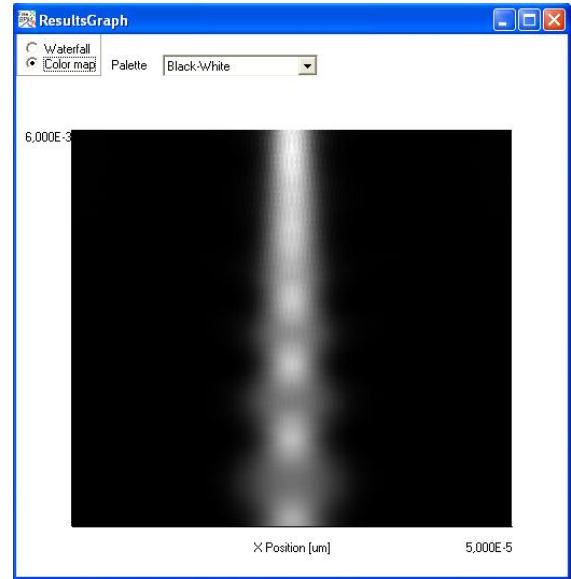 ResultsGraph
Waterfall
Color map
Palette
Black-White
6,000E-3
X Position [um]
5,000E-5